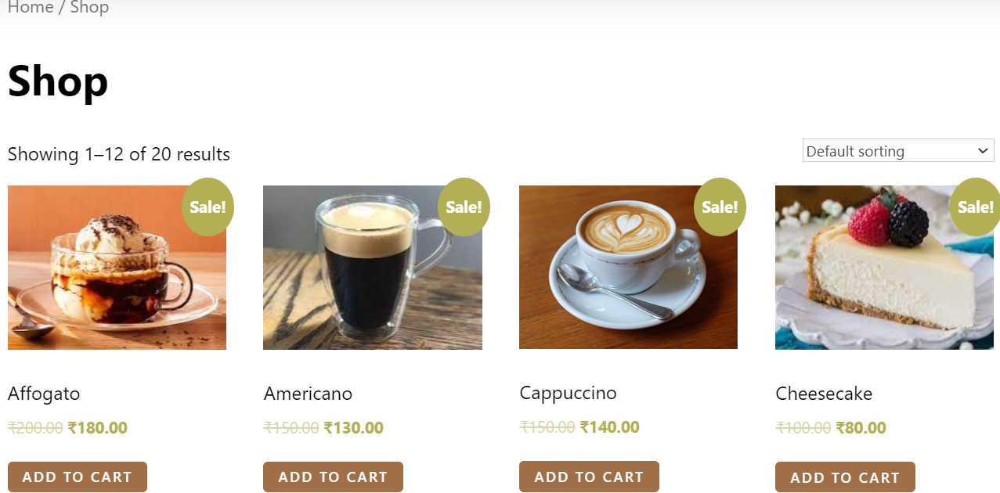 Home / Shop
Shop
Showing 1–12 of 20 results
Default sorting
Sale!
Sale!
Sale!
Sale!
Affogato
₹200.00 ₹180.00
ADD TO CART
Americano
₹150.00 ₹130.00
ADD TO CART
Cappuccino
₹150.00 ₹140.00
ADD TO CART
Cheesecake
₹100.00 ₹80.00
ADD TO CART